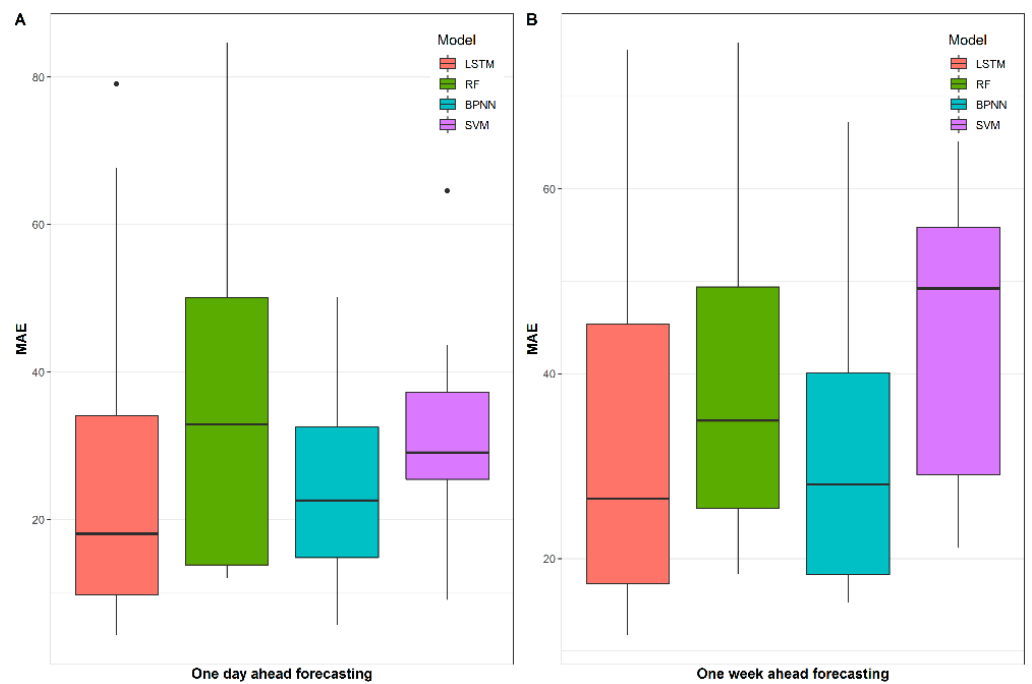 A
Model
LSTM
RF
BPNN
SVM
80
60
40
20
MAE
One day ahead forecasting
B
Model
LSTM
RF
BPNN
SVM
60
40
20
MAE
One week ahead forecasting